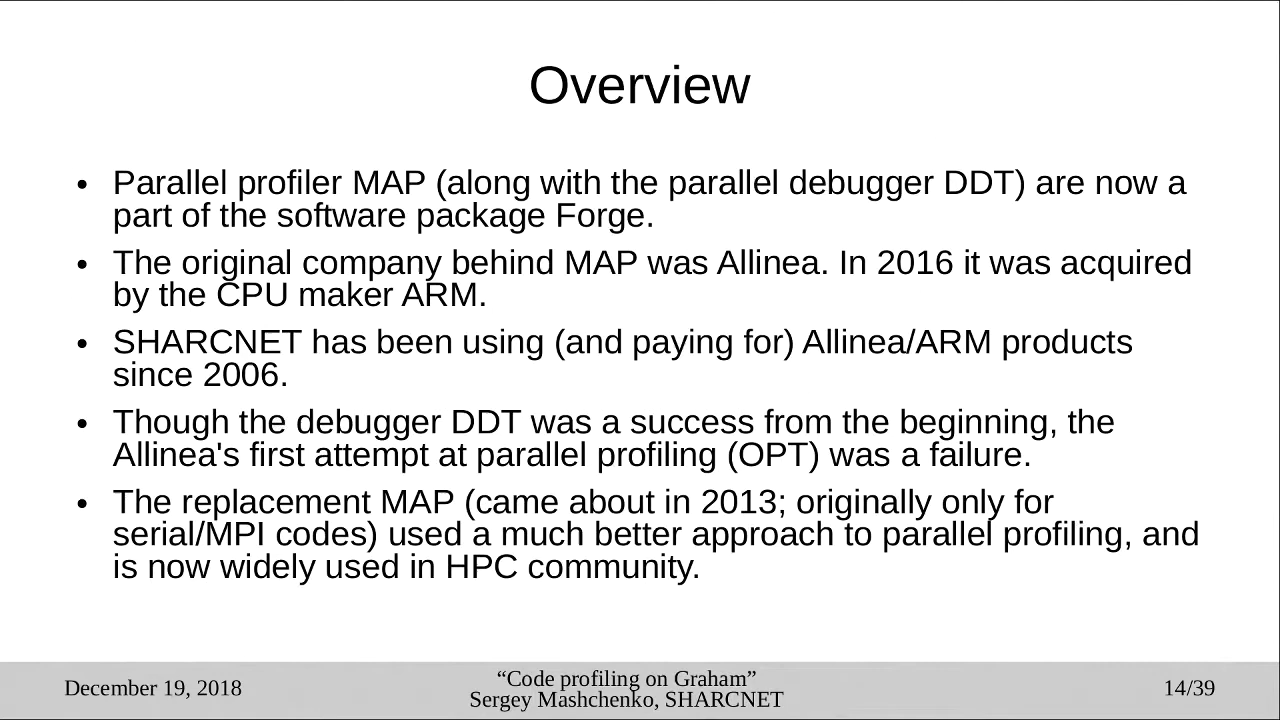 Overview
• Parallel profiler MAP (along with the parallel debugger DDT) are now a
part of the software package Forge.
• The original company behind MAP was Allinea. In 2016 it was acquired
by the CPU maker ARM.
• SHARCNET has been using (and paying for) Allinea/ARM products
since 2006.
• Though the debugger DDT was a success from the beginning, the
Allinea's first attempt at parallel profiling (OPT) was a failure.
• The replacement MAP (came about in 2013; originally only for
serial/MPI codes) used a much better approach to parallel profiling, and
is now widely used in HPC community.
December 19, 2018
“Code profiling on Graham”
Sergey Mashchenko, SHARCNET
14/39